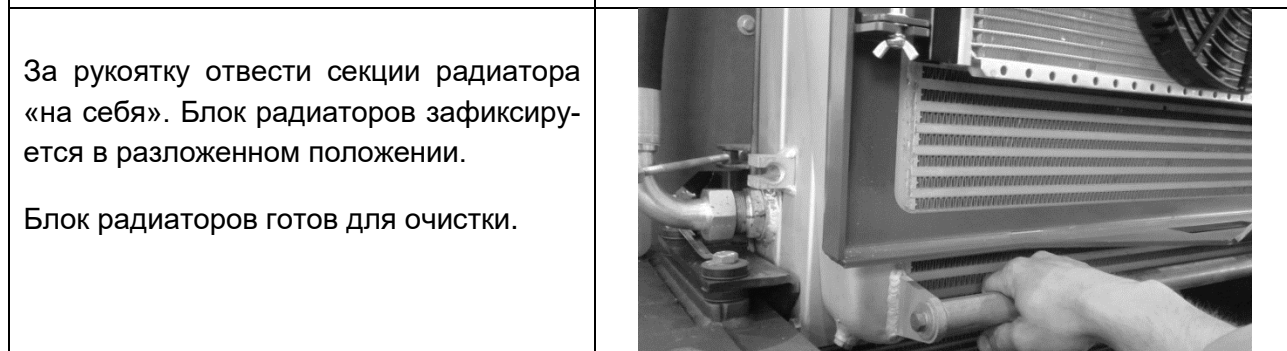 За рукоятку отвести секции радиатора
«на себя». Блок радиаторов зафиксиру-
ется в разложенном положении.
Блок радиаторов готов для очистки.